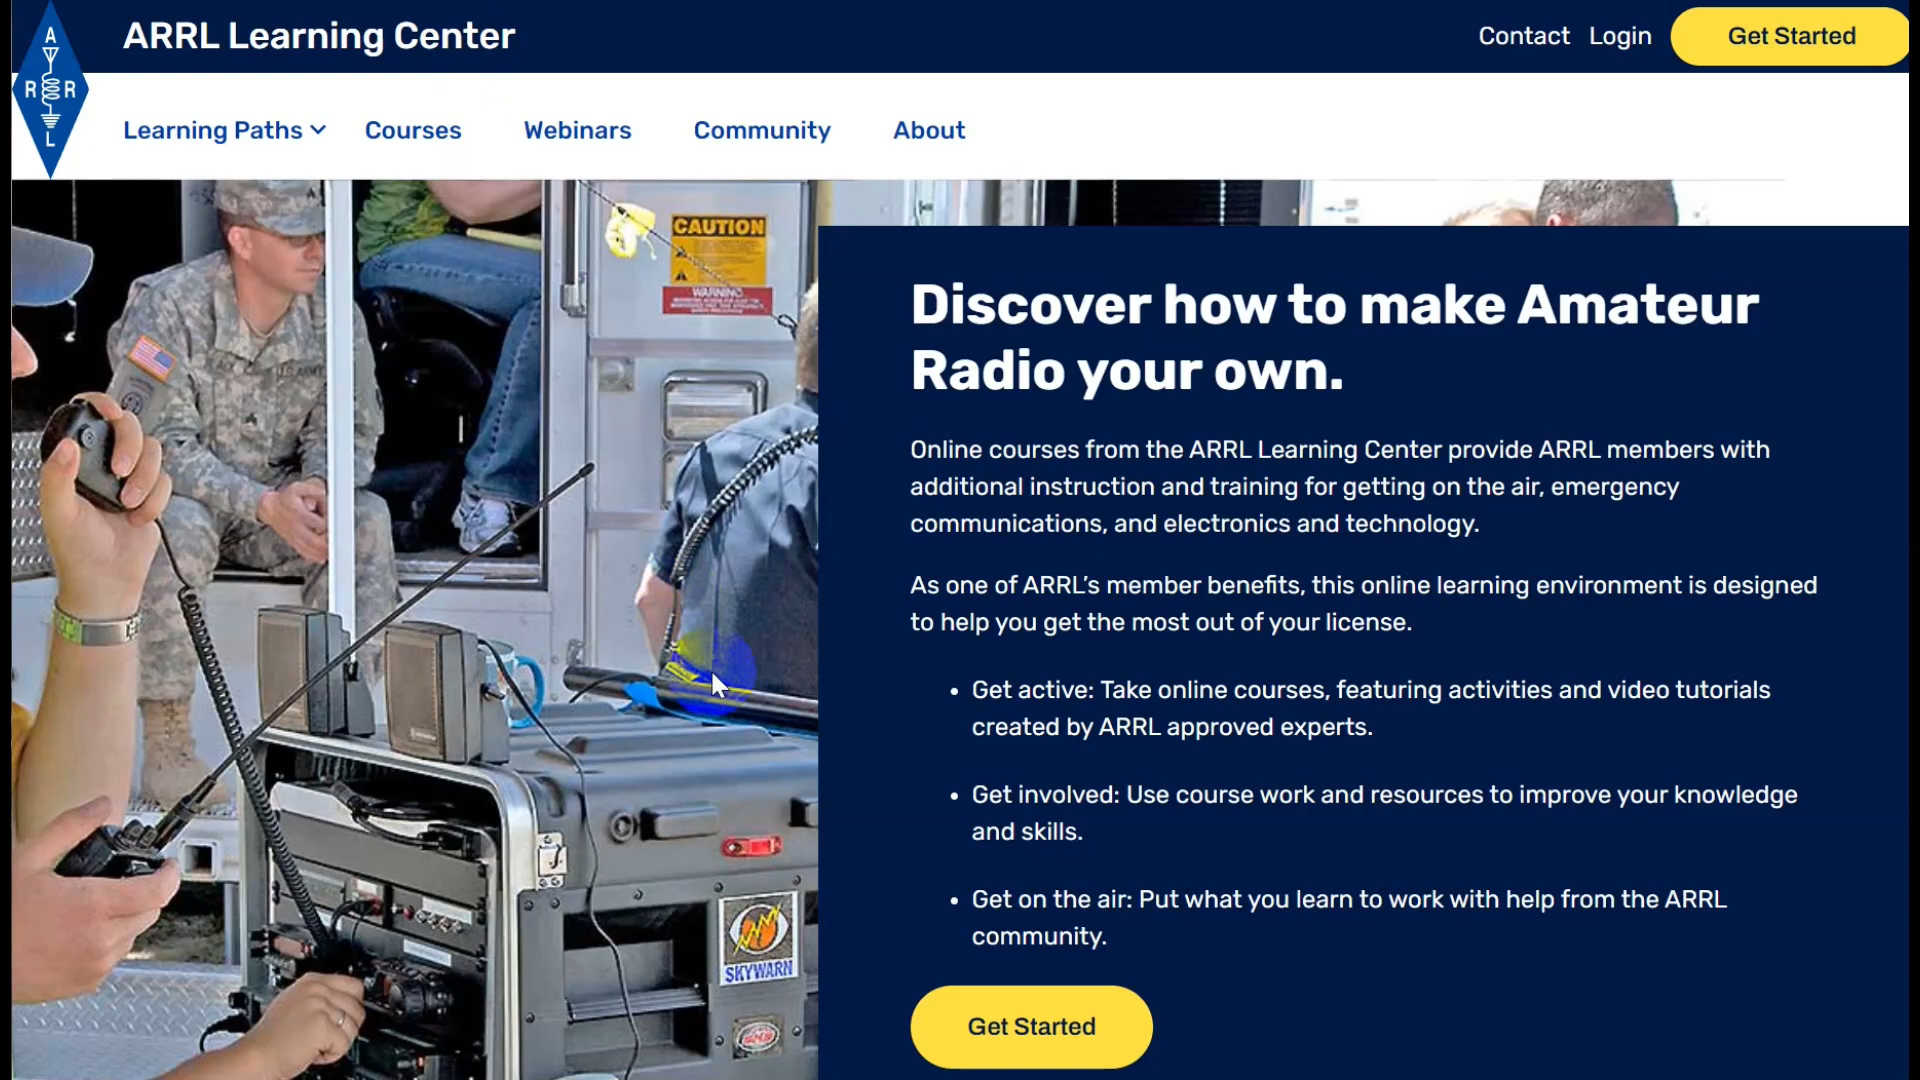 A
R R
L
ARRL Learning Center
Contact Login Get Started
Learning Paths Courses Webinars Community About
CAUTION
WARNING
U.S. ARMY
SKYWARN
Discover how to make Amateur
Radio your own.
Online courses from the ARRL Learning Center provide ARRL members with
additional instruction and training for getting on the air, emergency
communications, and electronics and technology.
As one of ARRL’s member benefits, this online learning environment is designed
to help you get the most out of your license.
• Get active: Take online courses, featuring activities and video tutorials
created by ARRL approved experts.
• Get involved: Use course work and resources to improve your knowledge
and skills.
• Get on the air: Put what you learn to work with help from the ARRL
community.
Get Started